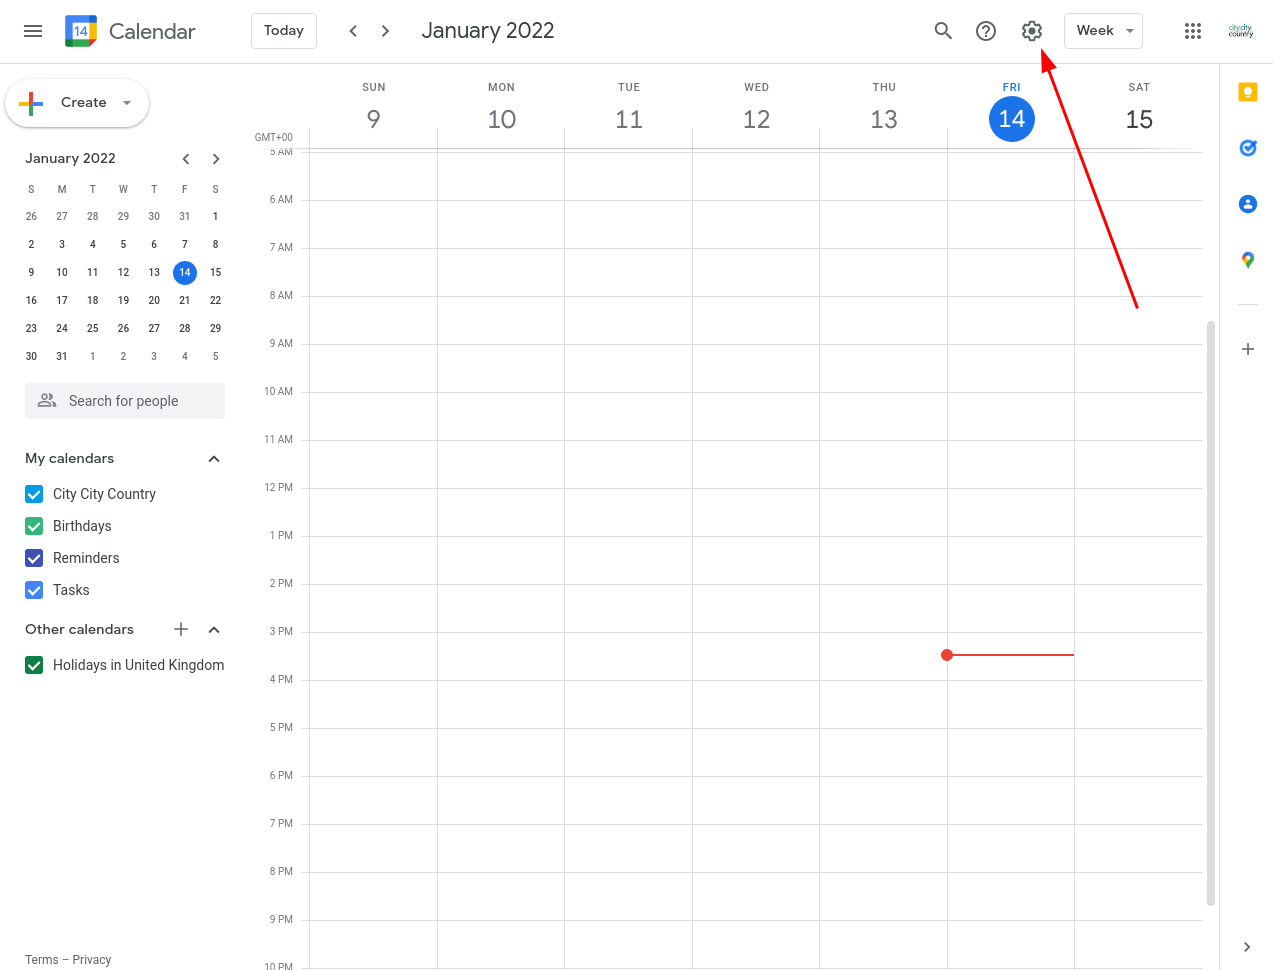 14 Calendar Today January 2022 Week citycity
country
Create
January 2022
S M T W T F S
26 27 28 29 30 31 1
2 3 4 5 6 7 8
9 10 11 12 13 14 15
16 17 18 19 20 21 22
23 24 25 26 27 28 29
30 31 1 2 3 4 5
Search for people
My calendars
City City Country
Birthdays
Reminders
Tasks
Other calendars
Holidays in United Kingdom
Terms – Privacy
SUN MON TUE WED THU FRI SAT
9 10 11 12 13 14 15
GMT+00
5 AM
6 AM
7 AM
8 AM
9 AM
10 AM
11 AM
12 PM
1 PM
2 PM
3 PM
4 PM
5 PM
6 PM
7 PM
8 PM
9 PM
10 PM